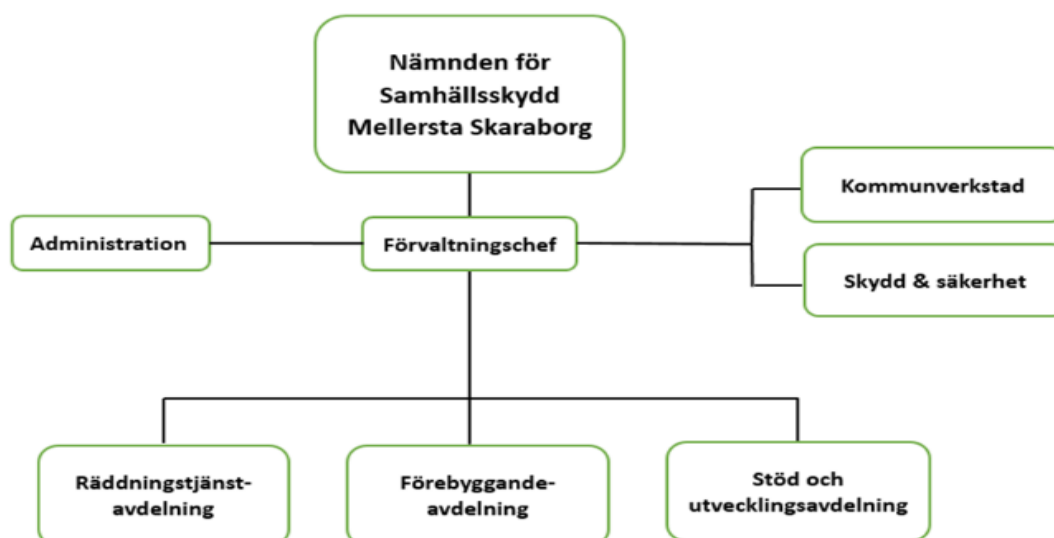 Nämnden för
Samhällsskydd
Mellersta Skaraborg
Kommunverkstad
Administration
Förvaltningschef
Skydd & säkerhet
Räddningstjänst-
avdelning
Förebyggande-
avdelning
Stöd och
utvecklingsavdelning